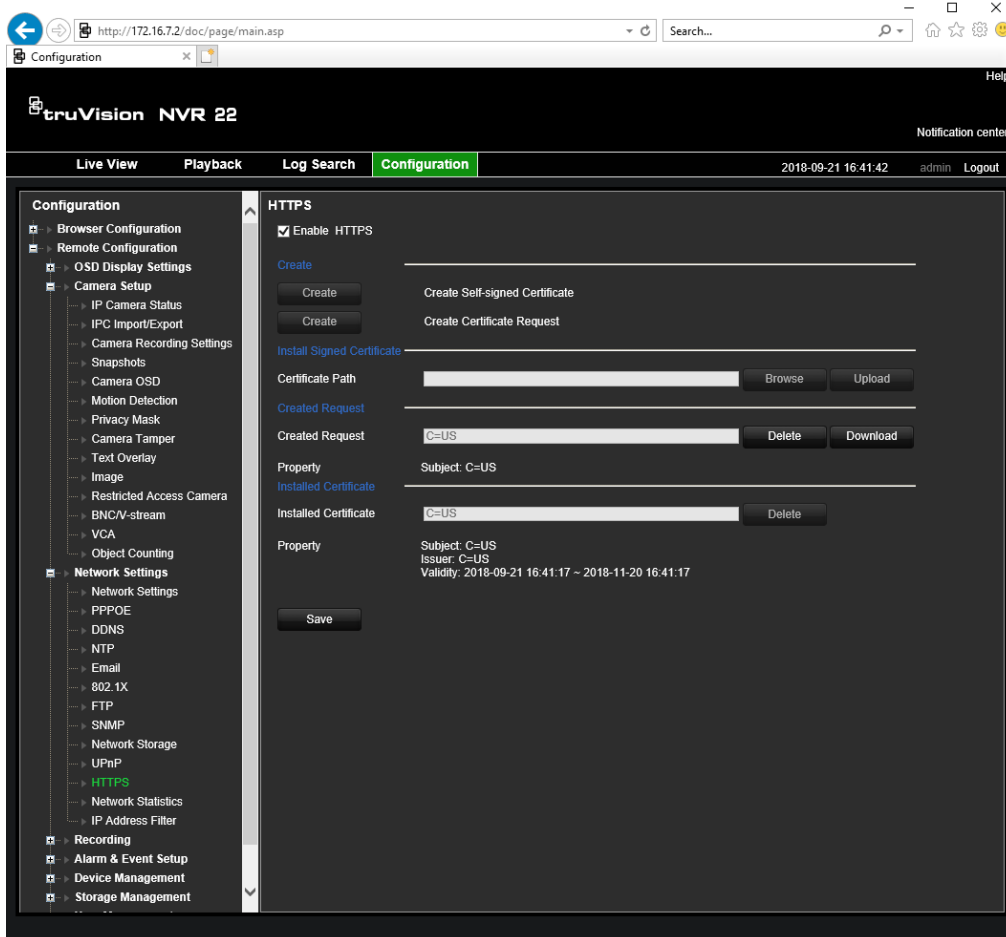 http://172.16.7.2/doc/page/main.asp
Search...
Configuration
Help
truVision NVR 22
Notification center
Live View Playback Log Search Configuration 2018-09-21 16:41:42 admin Logout
Configuration
Browser Configuration
Remote Configuration
OSD Display Settings
Camera Setup
IP Camera Status
IPC Import/Export
Camera Recording Settings
Snapshots
Camera OSD
Motion Detection
Privacy Mask
Camera Tamper
Text Overlay
Image
Restricted Access Camera
BNC/V-stream
VCA
Object Counting
Network Settings
Network Settings
PPPOE
DDNS
NTP
Email
802.1X
FTP
SNMP
Network Storage
UPnP
HTTPS
Network Statistics
IP Address Filter
Recording
Alarm & Event Setup
Device Management
Storage Management
HTTPS
Enable HTTPS
Create
Create Create Self-signed Certificate
Create Create Certificate Request
Install Signed Certificate
Certificate Path Browse Upload
Created Request
Created Request C=US Delete Download
Property Subject: C=US
Installed Certificate
Installed Certificate C=US Delete
Property Subject: C=US
Issuer: C=US
Validity: 2018-09-21 16:41:17 ~ 2018-11-20 16:41:17
Save